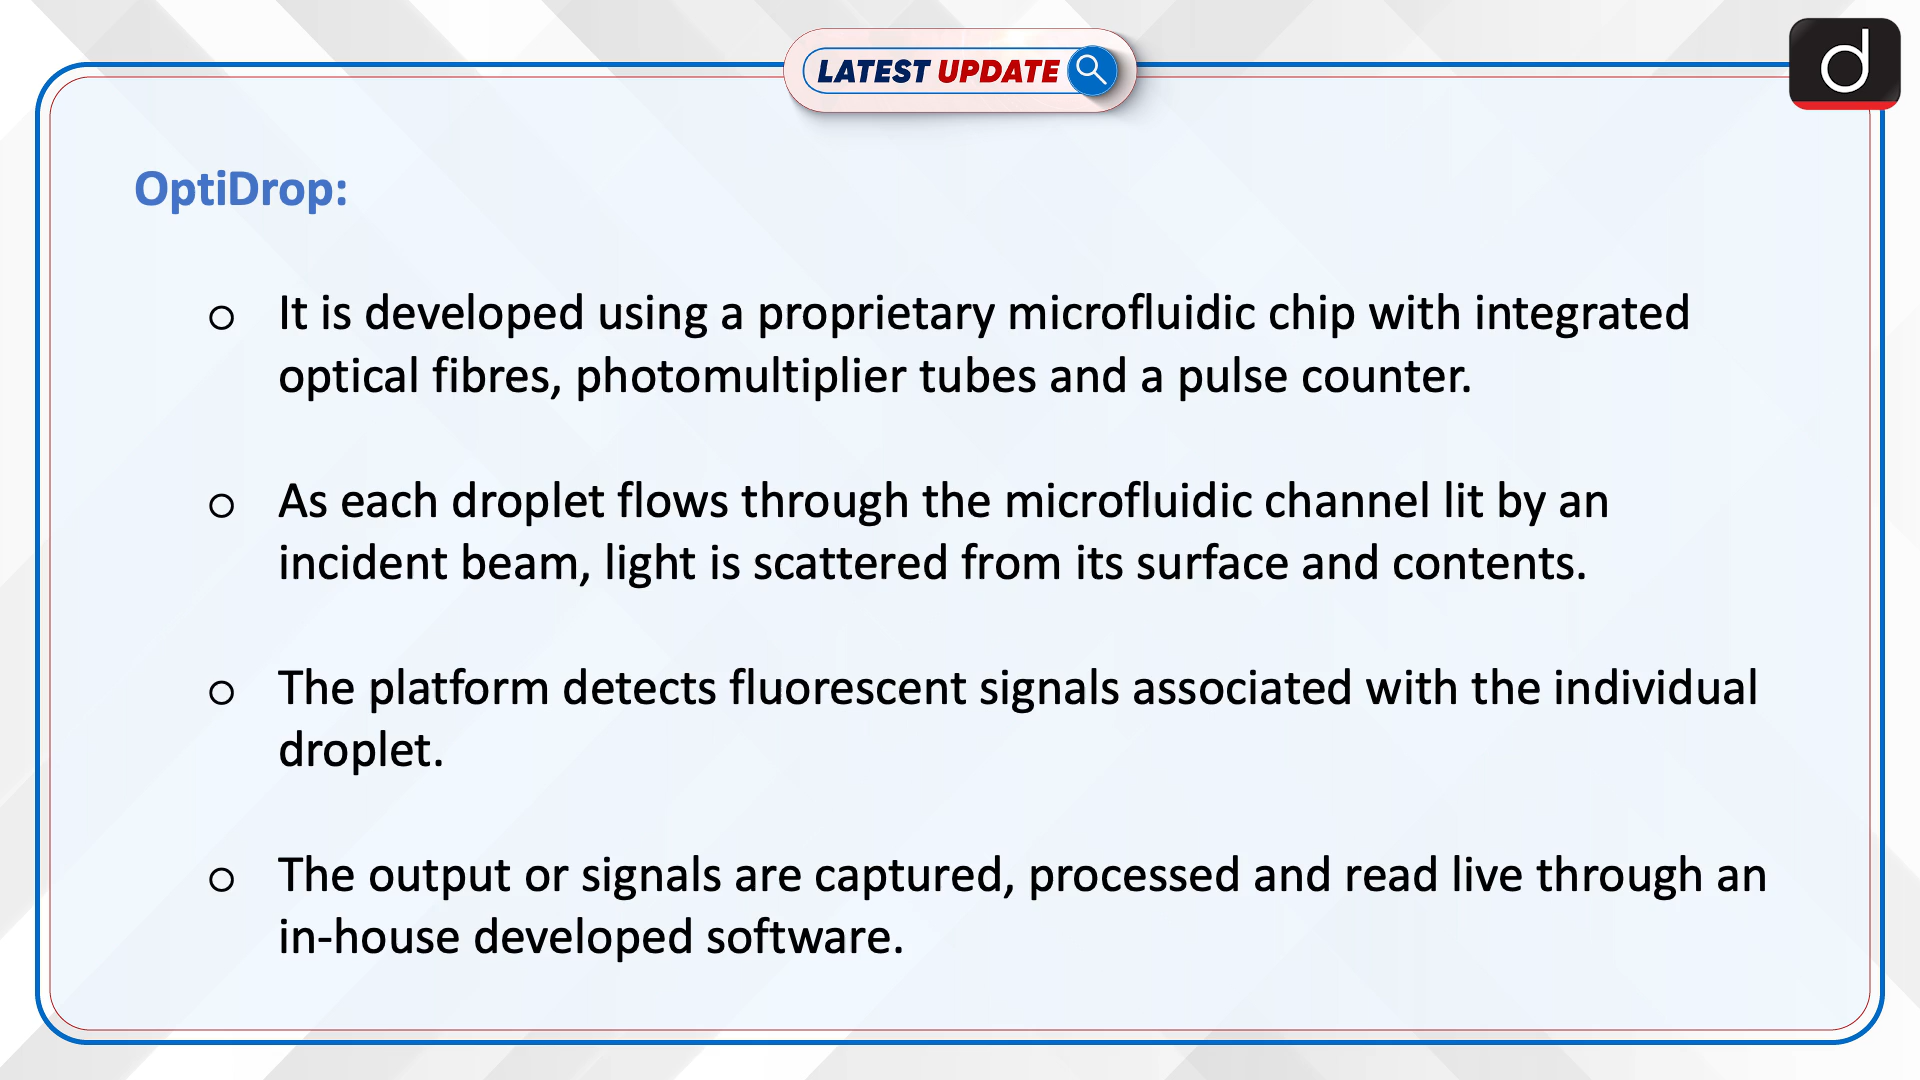 LATEST UPDATE
d
OptiDrop:
o It is developed using a proprietary microfluidic chip with integrated
optical fibres, photomultiplier tubes and a pulse counter.
o As each droplet flows through the microfluidic channel lit by an
incident beam, light is scattered from its surface and contents.
o The platform detects fluorescent signals associated with the individual
droplet.
o The output or signals are captured, processed and read live through an
in-house developed software.